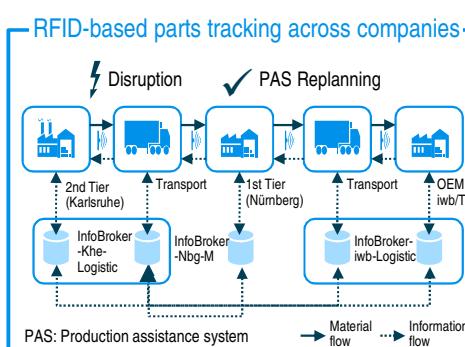 RFID-based parts tracking across companies
Disruption
PAS Replanning
2nd Tier
(Karlsruhe)
Transport
1st Tier
(Nürnberg)
Transport
OEM
iwb/T
InfoBroker
-Khe-
Logistic
InfoBroker
-Nbg-M
InfoBroker-
iwb-Logistic
PAS: Production assistance system
Material
flow
Information
flow